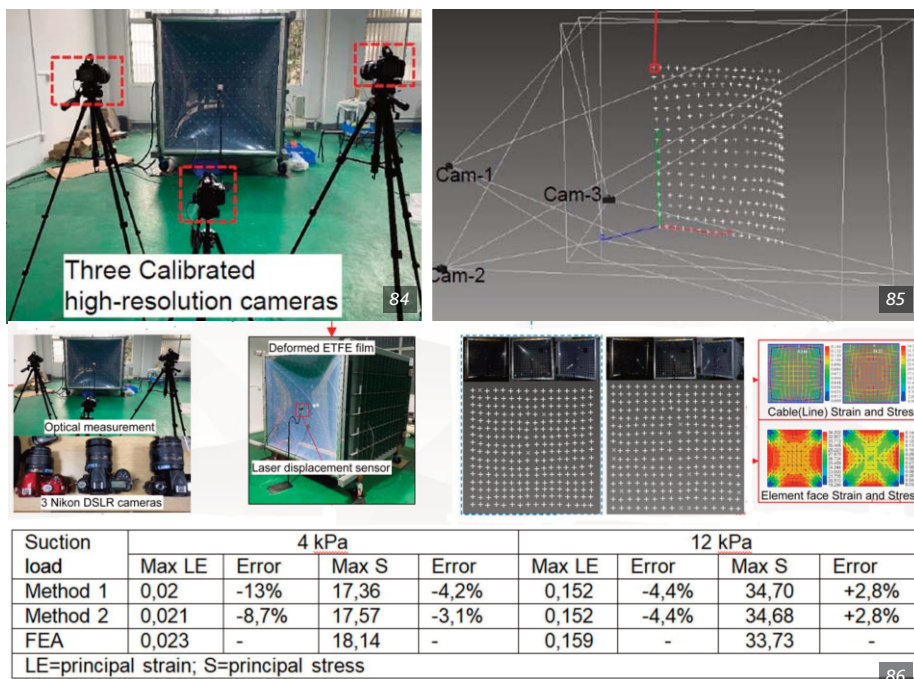 Three Calibrated
high-resolution cameras
84
Cam-1
Cam-3
Cam-2
85
Optical measurement
3 Nikon DSLR cameras
Deformed ETFE film
Laser displacement sensor
Cable(Line) Strain and Stress
Element face Strain and Stress
Suction load 4 kPa 12 kPa
Max LE Error Max S Error Max LE Error Max S Error
Method 1 0,02 -13% 17,36 -4,2% 0,152 -4,4% 34,70 +2,8%
Method 2 0,021 -8,7% 17,57 -3,1% 0,152 -4,4% 34,68 +2,8%
FEA 0,023 - 18,14 - 0,159 - 33,73 -
LE=principal strain; S=principal stress
86